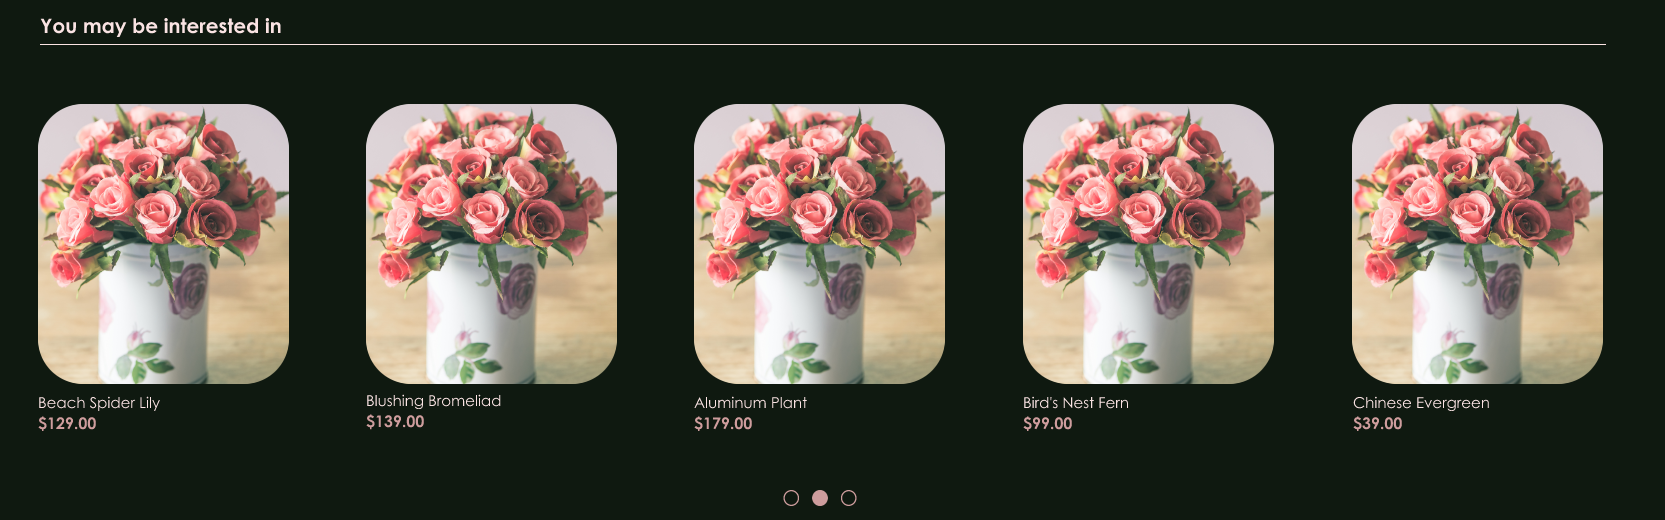 You may be interested in
Beach Spider Lily
$129.00
Blushing Bromeliad
$139.00
Aluminum Plant
$179.00
Bird's Nest Fern
$99.00
Chinese Evergreen
$39.00